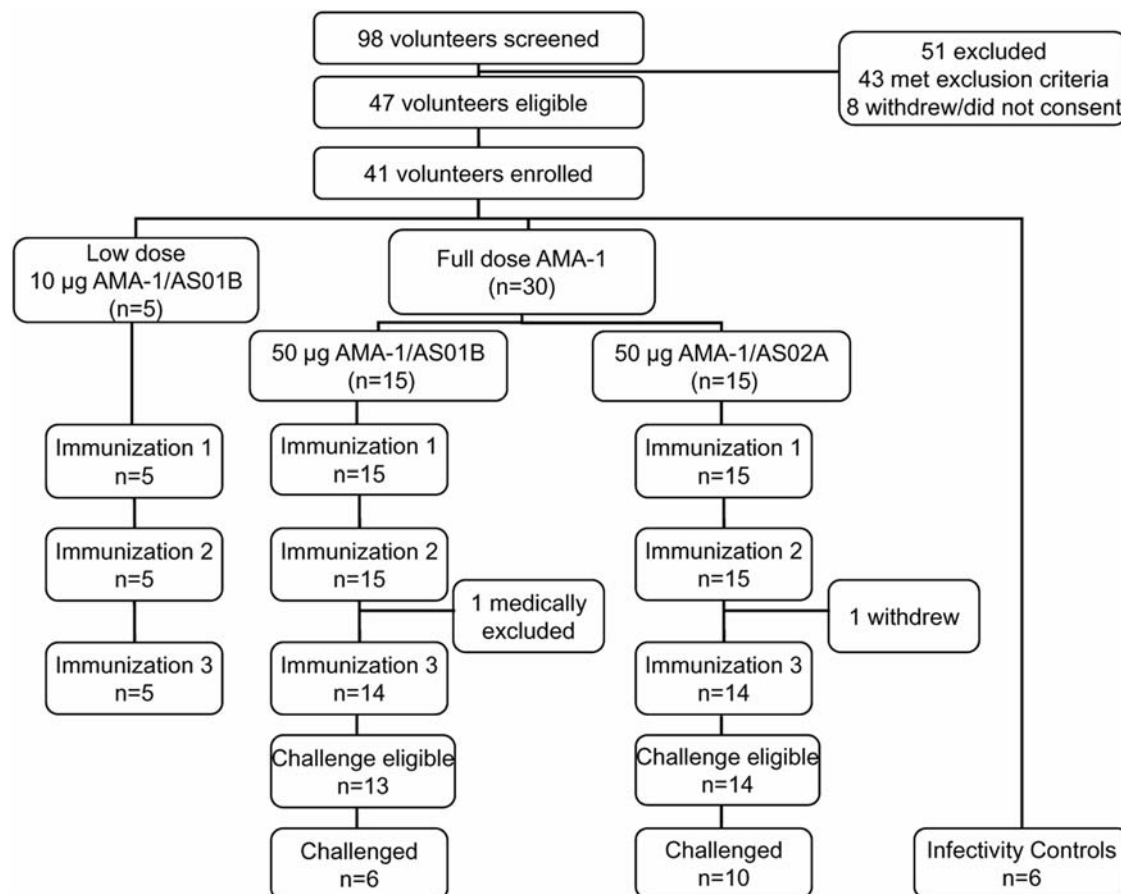 98 volunteers screened
51 excluded
43 met exclusion criteria
8 withdrew/did not consent
47 volunteers eligible
41 volunteers enrolled
Low dose
10 µg AMA-1/AS01B
(n=5)
Full dose AMA-1
(n=30)
50 µg AMA-1/AS01B
(n=15)
50 µg AMA-1/AS02A
(n=15)
Immunization 1
n=5
Immunization 1
n=15
Immunization 1
n=15
Immunization 2
n=5
Immunization 2
n=15
Immunization 2
n=15
1 medically
excluded
1 withdrew
Immunization 3
n=5
Immunization 3
n=14
Immunization 3
n=14
Challenge eligible
n=13
Challenge eligible
n=14
Challenged
n=6
Challenged
n=10
Infectivity Controls
n=6